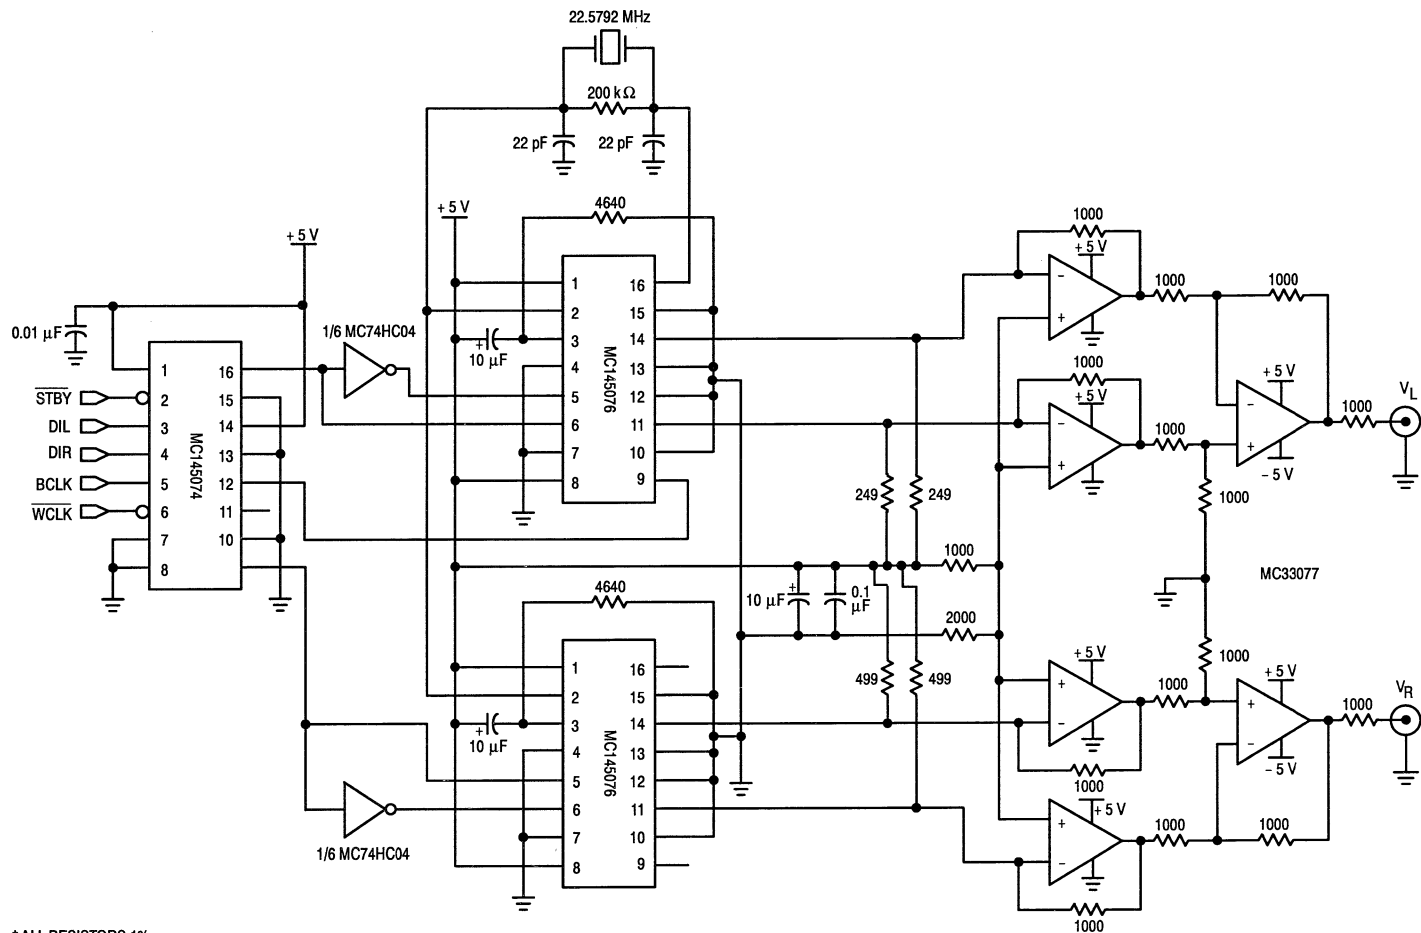 22.5792 MHz
200 kΩ
22 pF
22 pF
4640
+ 5 V
+ 5 V
0.01 µF
1/6 MC74HC04
10 µF
+
MC145076
1
2
3
4
5
6
7
8
16
15
14
13
12
11
10
9
STBY
DIL
DIR
BCLK
WCLK
MC145074
1
2
3
4
5
6
7
8
16
15
14
13
12
11
10
249
249
1000
10 µF
+
0.1 µF
2000
499
499
4640
10 µF
+
MC145076
1
2
3
4
5
6
7
8
16
15
14
13
12
11
10
9
1/6 MC74HC04
1000
+ 5 V
−
+
1000
1000
1000
+ 5 V
−
+
1000
+ 5 V
−
+
− 5 V
1000
VL
1000
MC33077
1000
+ 5 V
+
−
1000
1000
+ 5 V
+
−
− 5 V
1000
VR
1000
+ 5 V
+
−
1000
1000
1000